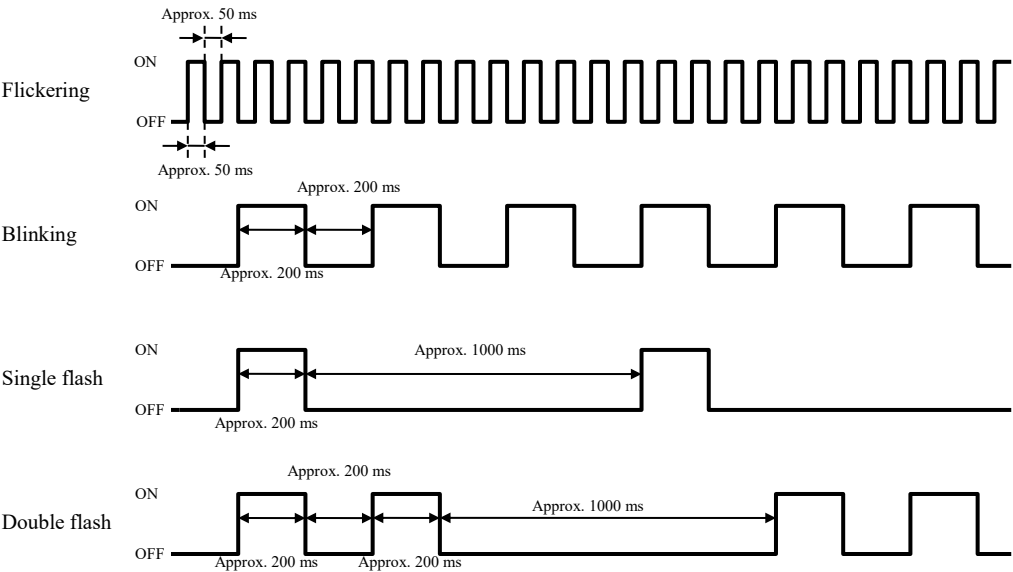 Approx. 50 ms
ON
Flickering
OFF
Approx. 50 ms
Approx. 200 ms
ON
Blinking
OFF
Approx. 200 ms
ON
Approx. 1000 ms
Single flash
OFF
Approx. 200 ms
Approx. 200 ms
ON
Approx. 1000 ms
Double flash
OFF
Approx. 200 ms
Approx. 200 ms